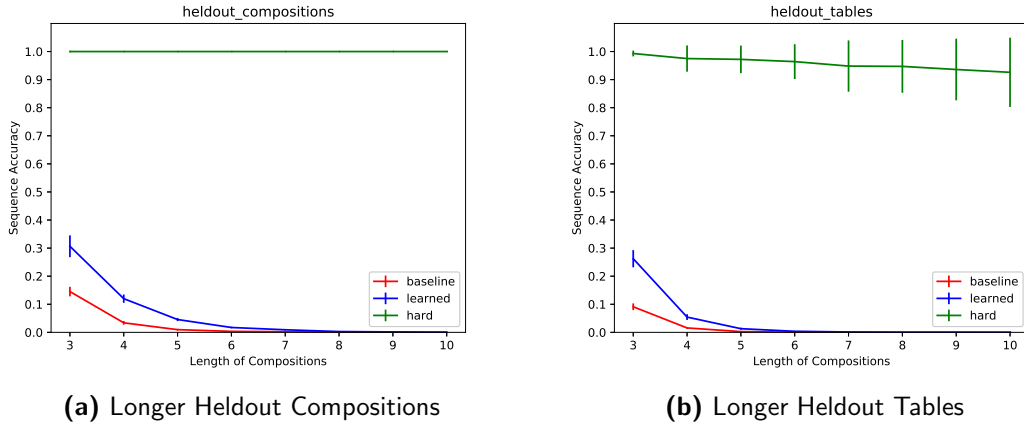 heldout_compositions
Sequence Accuracy
1.0
0.9
0.8
0.7
0.6
0.5
0.4
0.3
0.2
0.1
0.0
baseline
learned
hard
3 4 5 6 7 8 9 10
Length of Compositions
(a) Longer Heldout Compositions
heldout_tables
Sequence Accuracy
1.0
0.9
0.8
0.7
0.6
0.5
0.4
0.3
0.2
0.1
0.0
baseline
learned
hard
3 4 5 6 7 8 9 10
Length of Compositions
(b) Longer Heldout Tables